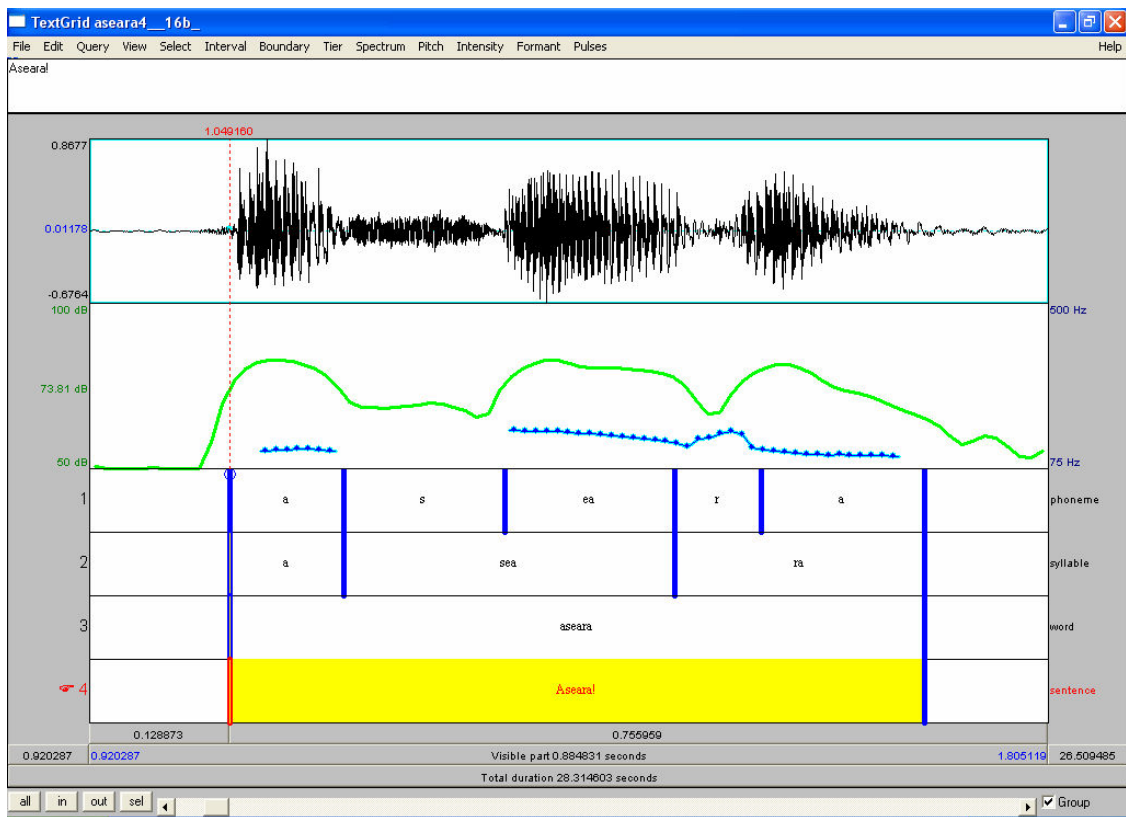 TextGrid aseara4__16b_
File Edit Query View Select Interval Boundary Tier Spectrum Pitch Intensity Formant Pulses Help
Aseara!
1.049160
0.8677
0.01178
-0.6764
100 dB 500 Hz
73.81 dB
50 dB 75 Hz
1 a s ea r a phoneme
2 a sea ra syllable
3 aseara word
4 Aseara! sentence
0.128873 0.755959
0.920287 0.920287 Visible part 0.884831 seconds 1.805119 26.509485
Total duration 28.314603 seconds
all in out sel Group